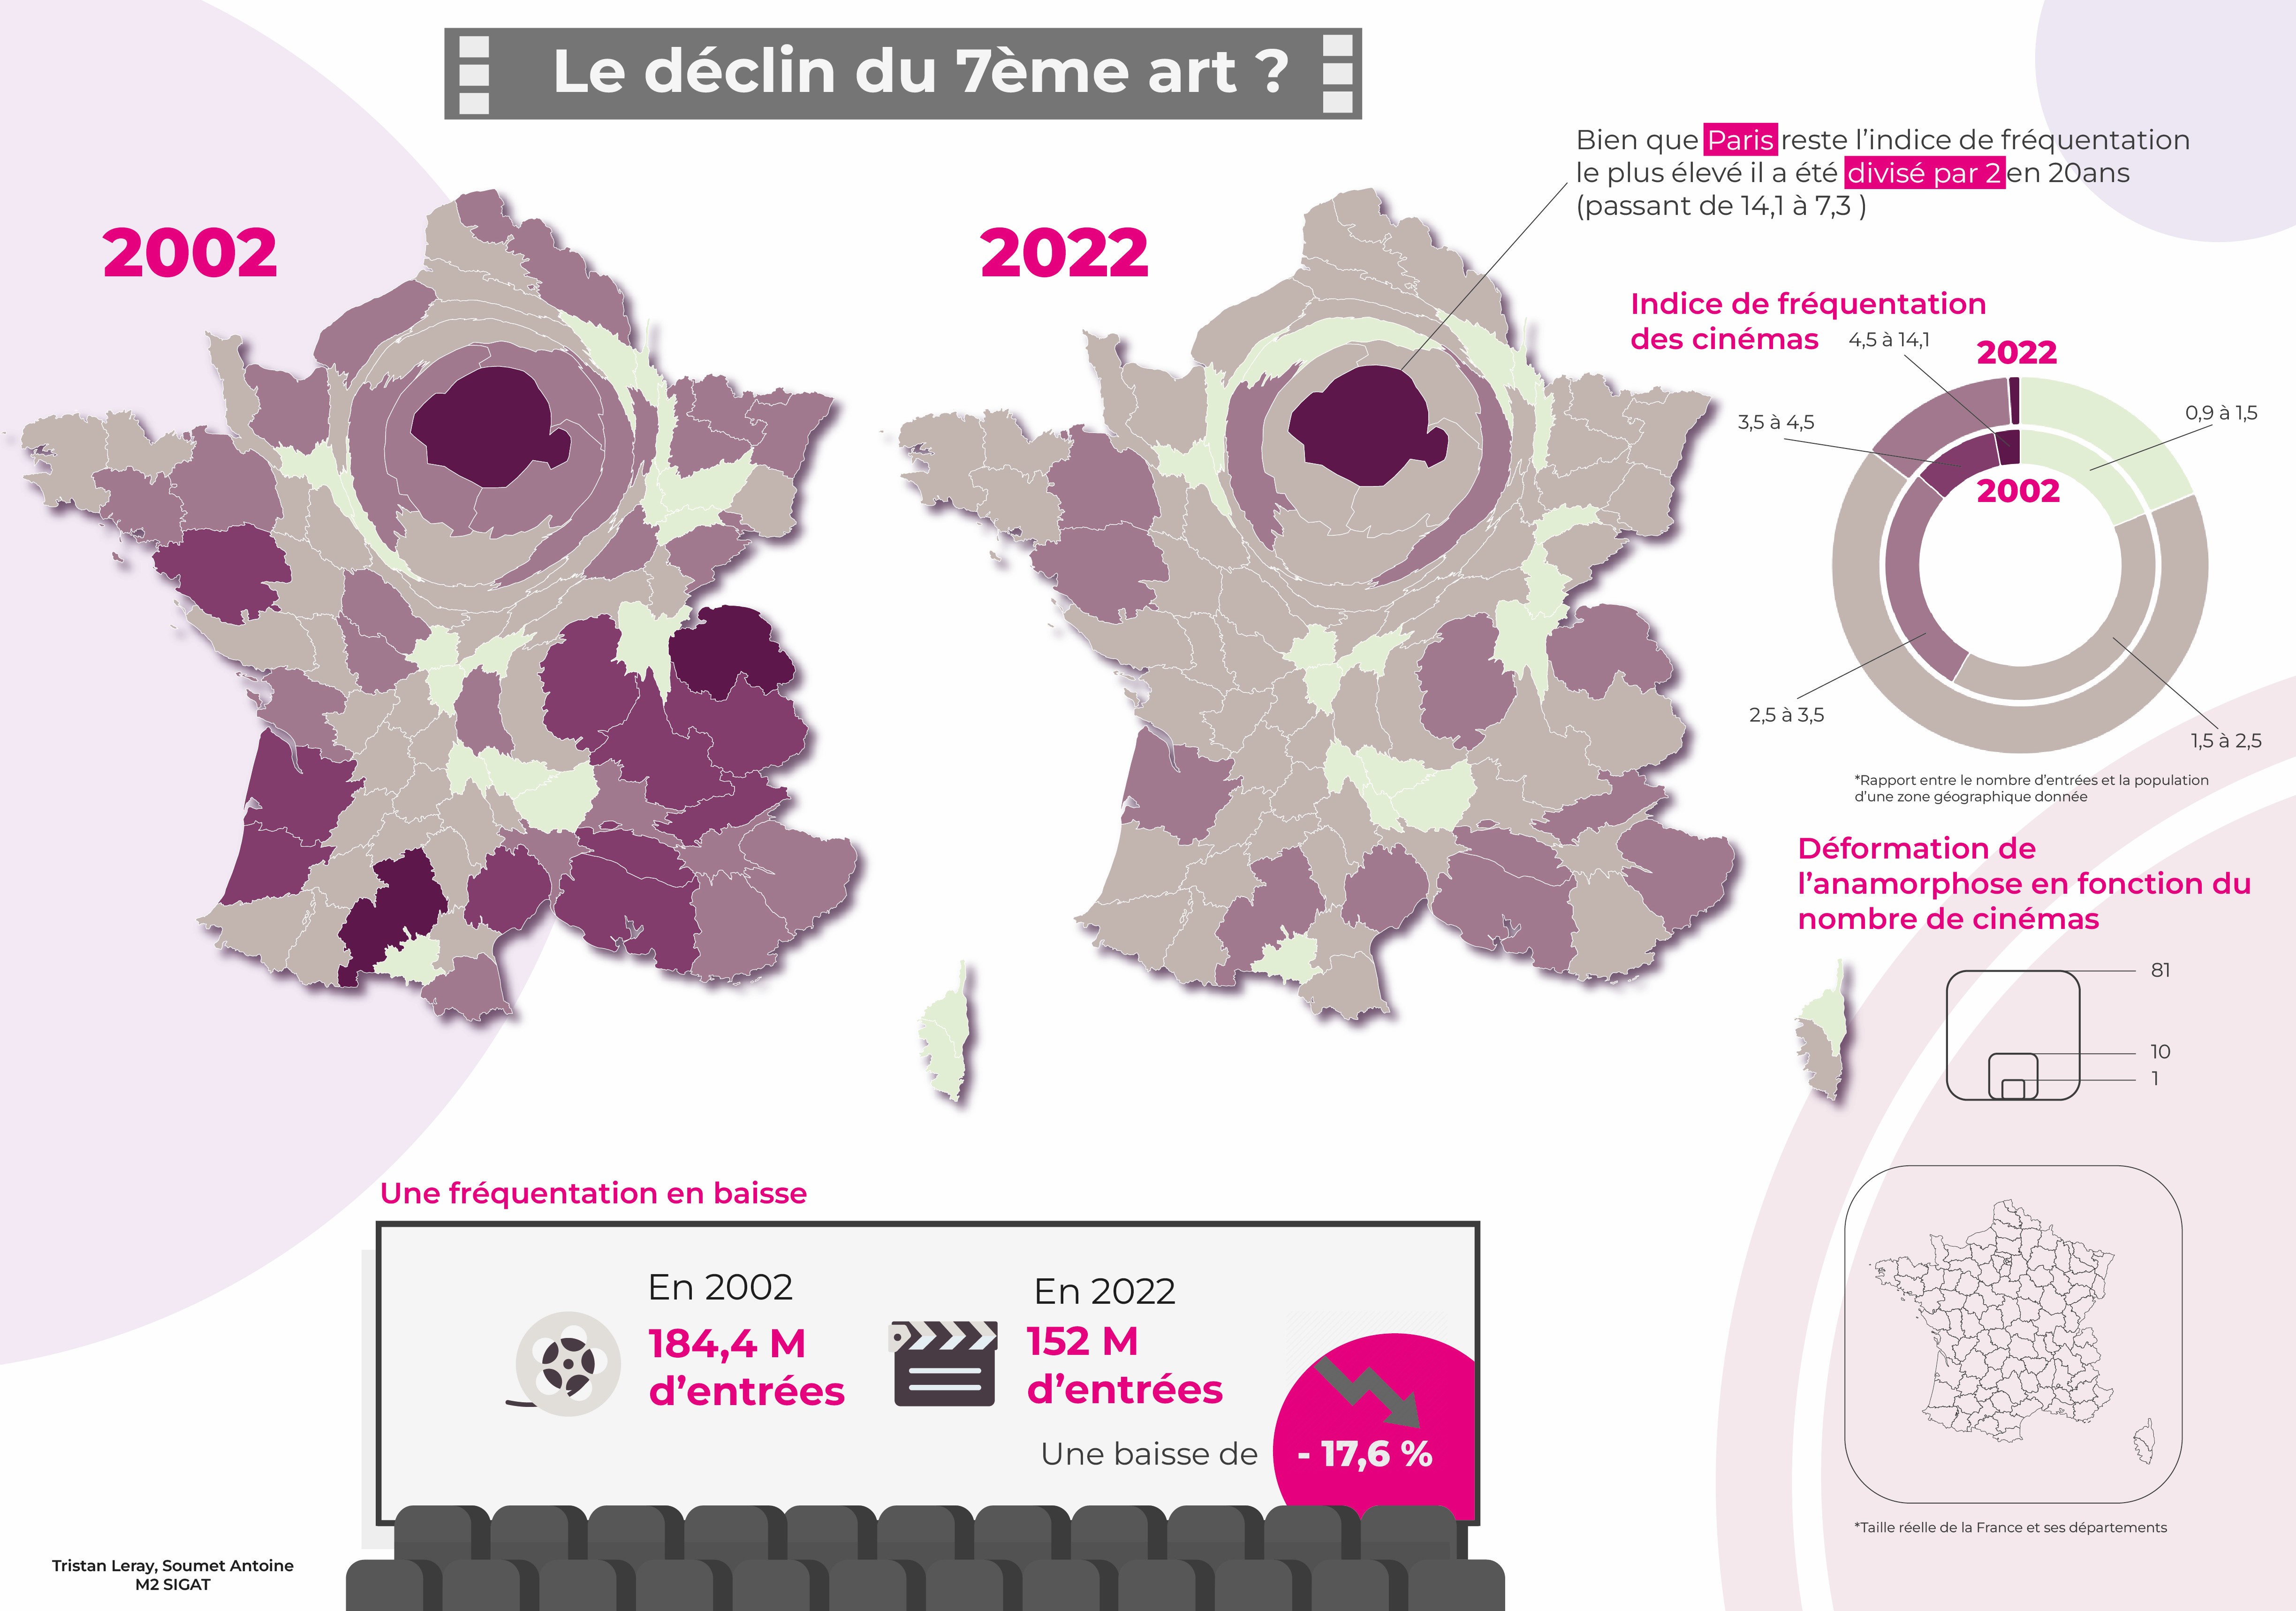 Le déclin du 7ème art ?
Bien que Paris reste l'indice de fréquentation
le plus élevé il a été divisé par 2 en 20ans
(passant de 14,1 à 7,3 )
2002
2022
Indice de fréquentation
des cinémas
4,5 à 14,1
2022
3,5 à 4,5
0,9 à 1,5
2002
2,5 à 3,5
1,5 à 2,5
*Rapport entre le nombre d'entrées et la population
d'une zone géographique donnée
Déformation de
l'anamorphose en fonction du
nombre de cinémas
81
10
1
Une fréquentation en baisse
En 2002
184,4 M
d'entrées
En 2022
152 M
d'entrées
Une baisse de
- 17,6 %
*Taille réelle de la France et ses départements
Tristan Leray, Soumet Antoine
M2 SIGAT